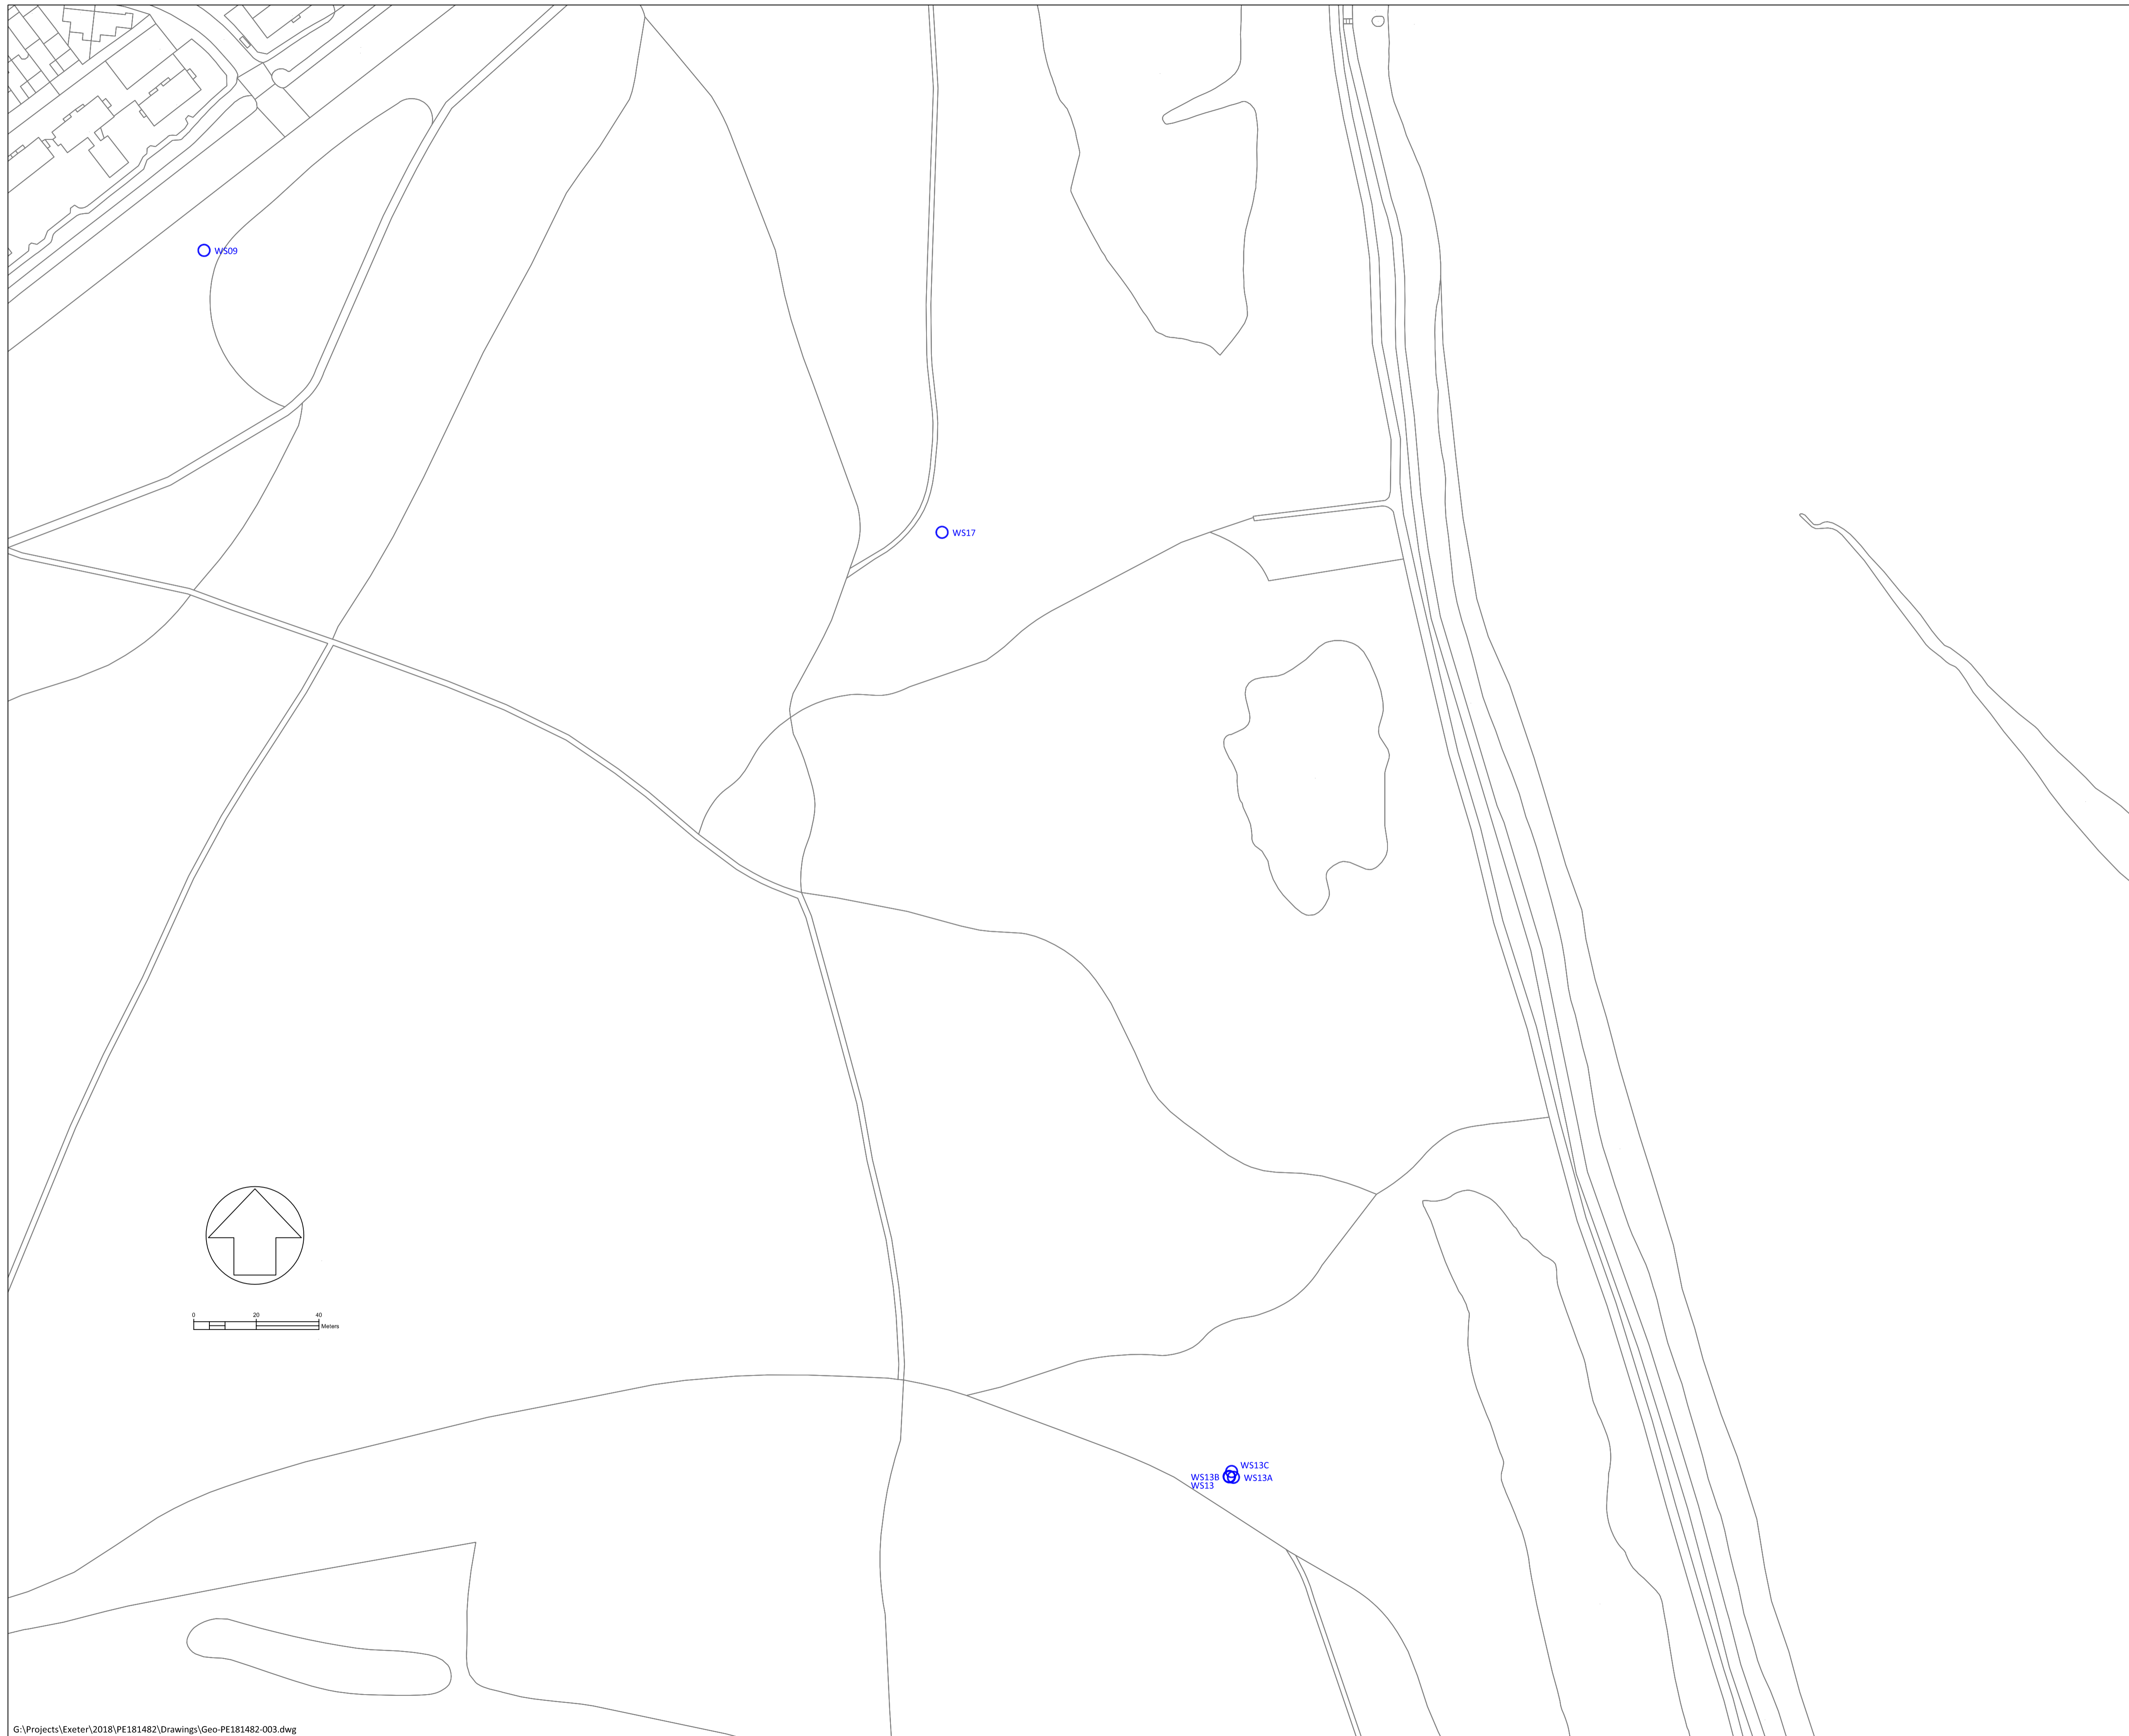 WS09
WS17
0 20 40
Meters
WS13C
WS13B WS13A
WS13
G:\Projects\Exeter\2018\PE181482\Drawings\Geo-PE181482-003.dwg